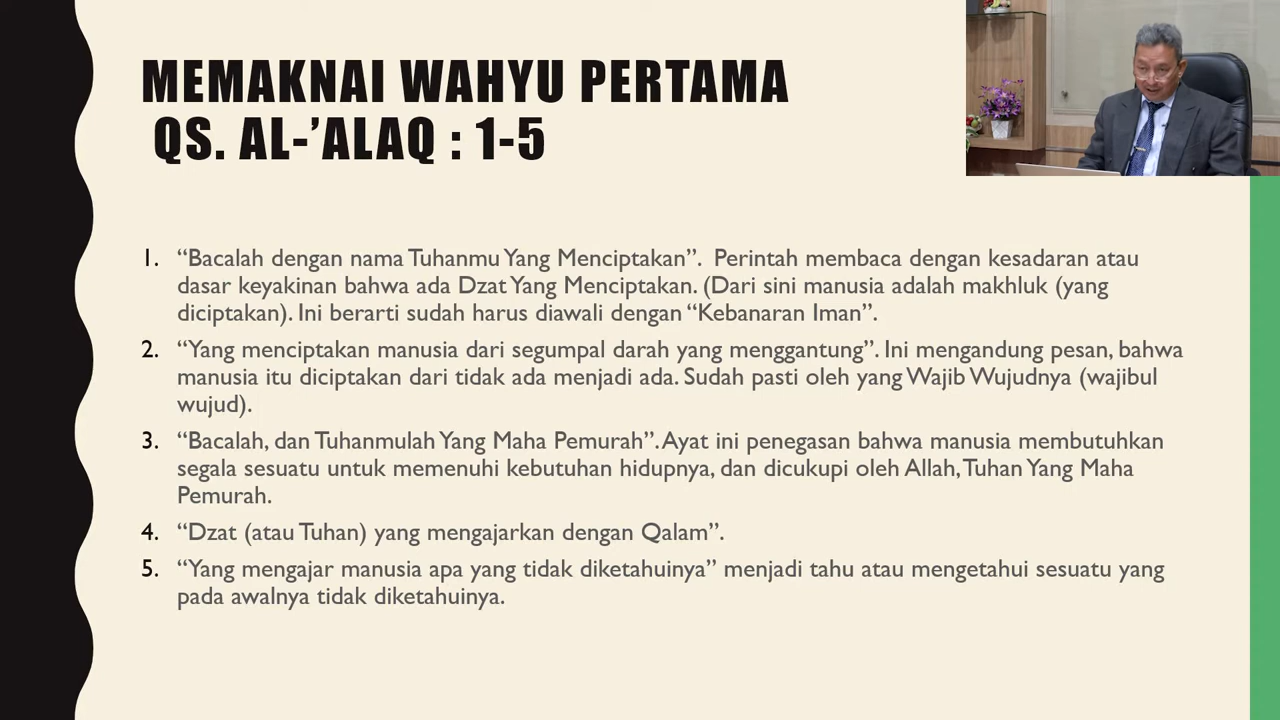 MEMAKNAI WAHYU PERTAMA
QS. AL-’ALAQ : 1-5
1. “Bacalah dengan nama Tuhanmu Yang Menciptakan”. Perintah membaca dengan kesadaran atau
dasar keyakinan bahwa ada Dzat Yang Menciptakan. (Dari sini manusia adalah makhluk (yang
diciptakan). Ini berarti sudah harus diawali dengan “Kebanaran Iman”.
2. “Yang menciptakan manusia dari segumpal darah yang menggantung”. Ini mengandung pesan, bahwa
manusia itu diciptakan dari tidak ada menjadi ada. Sudah pasti oleh yang Wajib Wujudnya (wajibul
wujud).
3. “Bacalah, dan Tuhanmulah Yang Maha Pemurah”. Ayat ini penegasan bahwa manusia membutuhkan
segala sesuatu untuk memenuhi kebutuhan hidupnya, dan dicukupi oleh Allah, Tuhan Yang Maha
Pemurah.
4. “Dzat (atau Tuhan) yang mengajarkan dengan Qalam”.
5. “Yang mengajar manusia apa yang tidak diketahuinya” menjadi tahu atau mengetahui sesuatu yang
pada awalnya tidak diketahuinya.